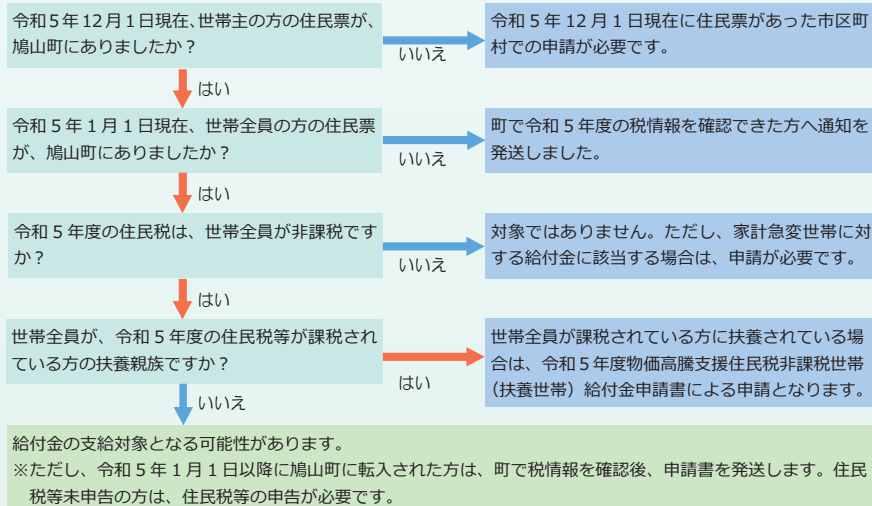 令和５年12月１日現在、世帯主の方の住民票が、
鳩山町にありましたか？
いいえ
令和５年12月１日現在に住民票があった市区町
村での申請が必要です。
はい
令和５年１月１日現在、世帯全員の方の住民票
が、鳩山町にありましたか？
いいえ
町で令和５年度の税情報を確認できた方へ通知を
発送しました。
はい
令和５年度の住民税は、世帯全員が非課税です
か？
いいえ
対象ではありません。ただし、家計急変世帯に対
する給付金に該当する場合は、申請が必要です。
はい
世帯全員が、令和５年度の住民税等が課税され
ている方の扶養親族ですか？
はい
世帯全員が課税されている方に扶養されている場
合は、令和５年度物価高騰支援住民税非課税世帯
（扶養世帯）給付金申請書による申請となります。
いいえ
給付金の支給対象となる可能性があります。
※ただし、令和５年１月１日以降に鳩山町に転入された方は、町で税情報を確認後、申請書を発送します。住民
税等未申告の方は、住民税等の申告が必要です。